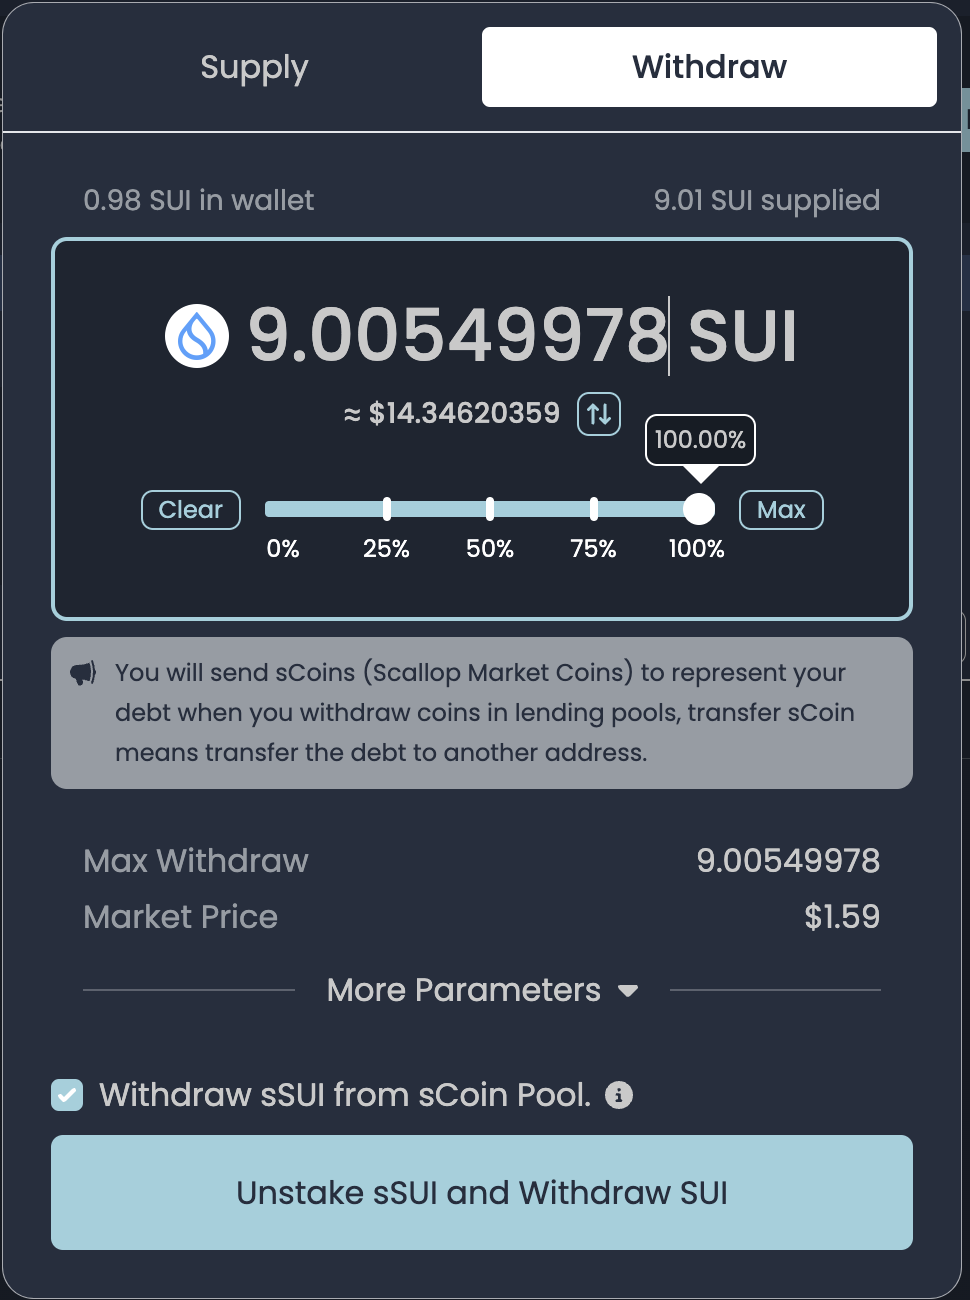 Supply
Withdraw
0.98 SUI in wallet
9.01 SUI supplied
9.00549978 SUI
≈ $14.34620359
100.00%
Clear
Max
0% 25% 50% 75% 100%
You will send sCoins (Scallop Market Coins) to represent your
debt when you withdraw coins in lending pools, transfer sCoin
means transfer the debt to another address.
Max Withdraw
9.00549978
Market Price
$1.59
More Parameters
Withdraw sSUI from sCoin Pool.
Unstake sSUI and Withdraw SUI